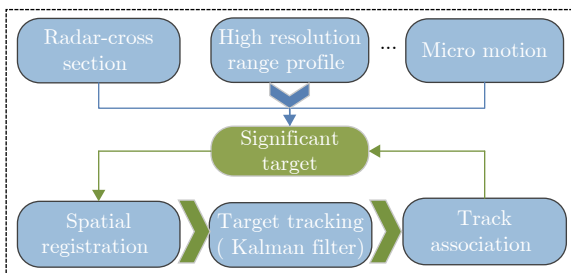 Radar-cross
section
High resolution
range profile
...
Micro motion
Significant
target
Spatial
registration
Target tracking
( Kalman filter)
Track
association